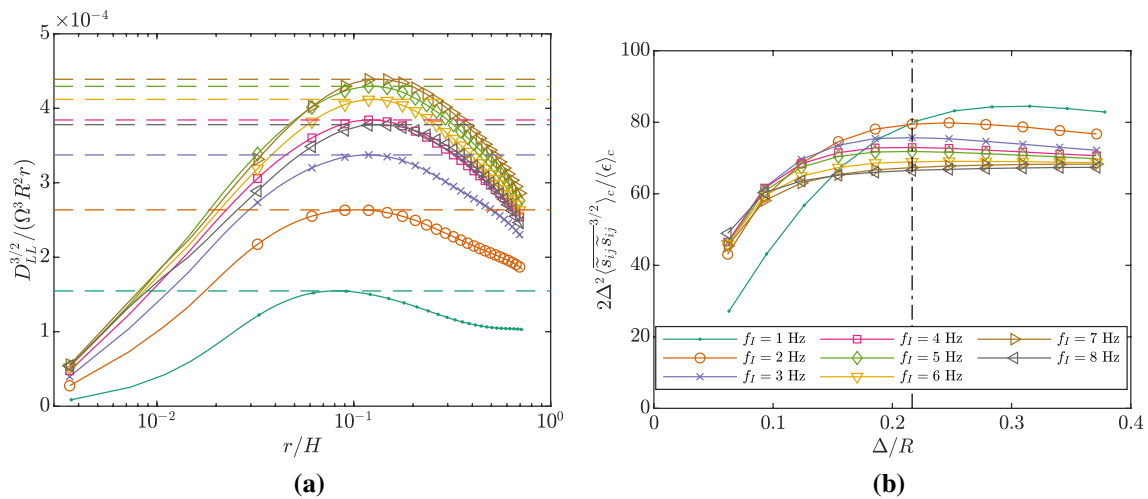 ×10⁻⁴
5
4
3
2
1
0
D_{LL}^{3/2}/(Ω³R²r)
10⁻² 10⁻¹ 10⁰
r/H
(a)
100
80
60
40
20
0
2Δ²⟨\overline{\widetilde{s}_{ij}\widetilde{s}_{ij}}^{3/2}⟩_c/⟨ϵ⟩_c
f_I = 1 Hz f_I = 4 Hz f_I = 7 Hz
f_I = 2 Hz f_I = 5 Hz f_I = 8 Hz
f_I = 3 Hz f_I = 6 Hz
0 0.1 0.2 0.3 0.4
Δ/R
(b)